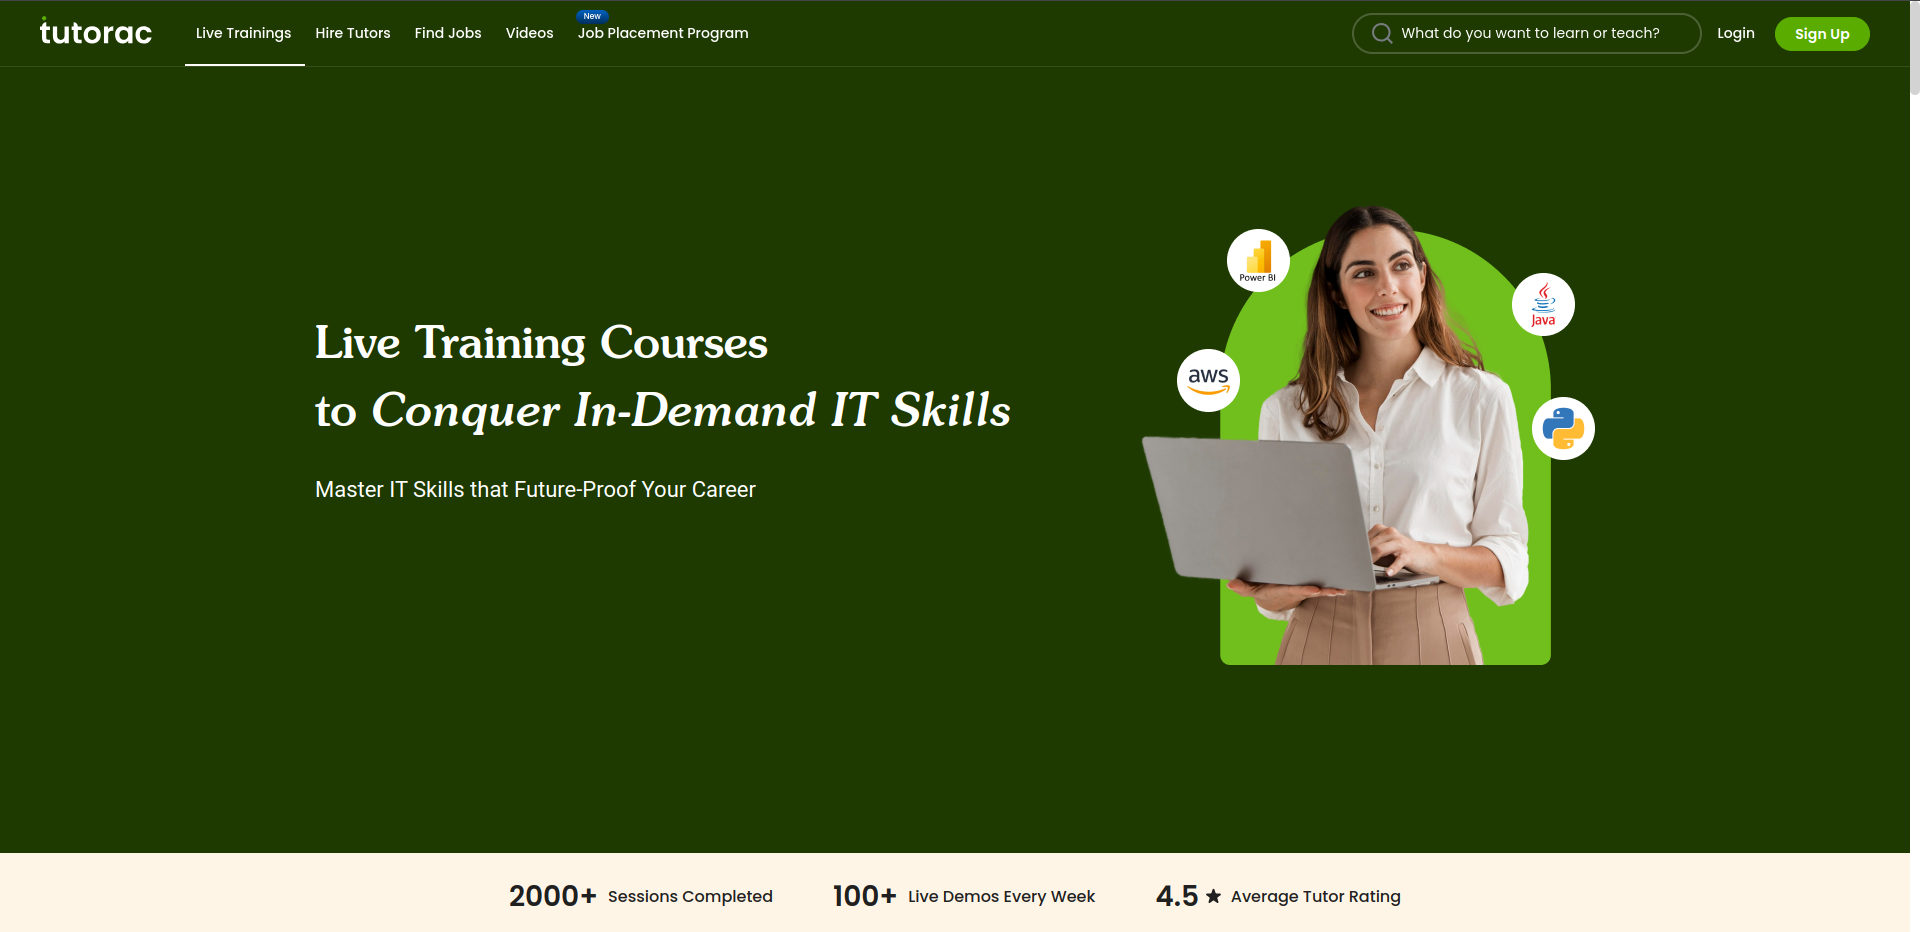 tutorac
Live Trainings
Hire Tutors
Find Jobs
Videos
New
Job Placement Program
What do you want to learn or teach?
Login
Sign Up
Live Training Courses
to Conquer In-Demand IT Skills
Master IT Skills that Future-Proof Your Career
Power BI
Java
aws
2000+ Sessions Completed
100+ Live Demos Every Week
4.5 ★ Average Tutor Rating